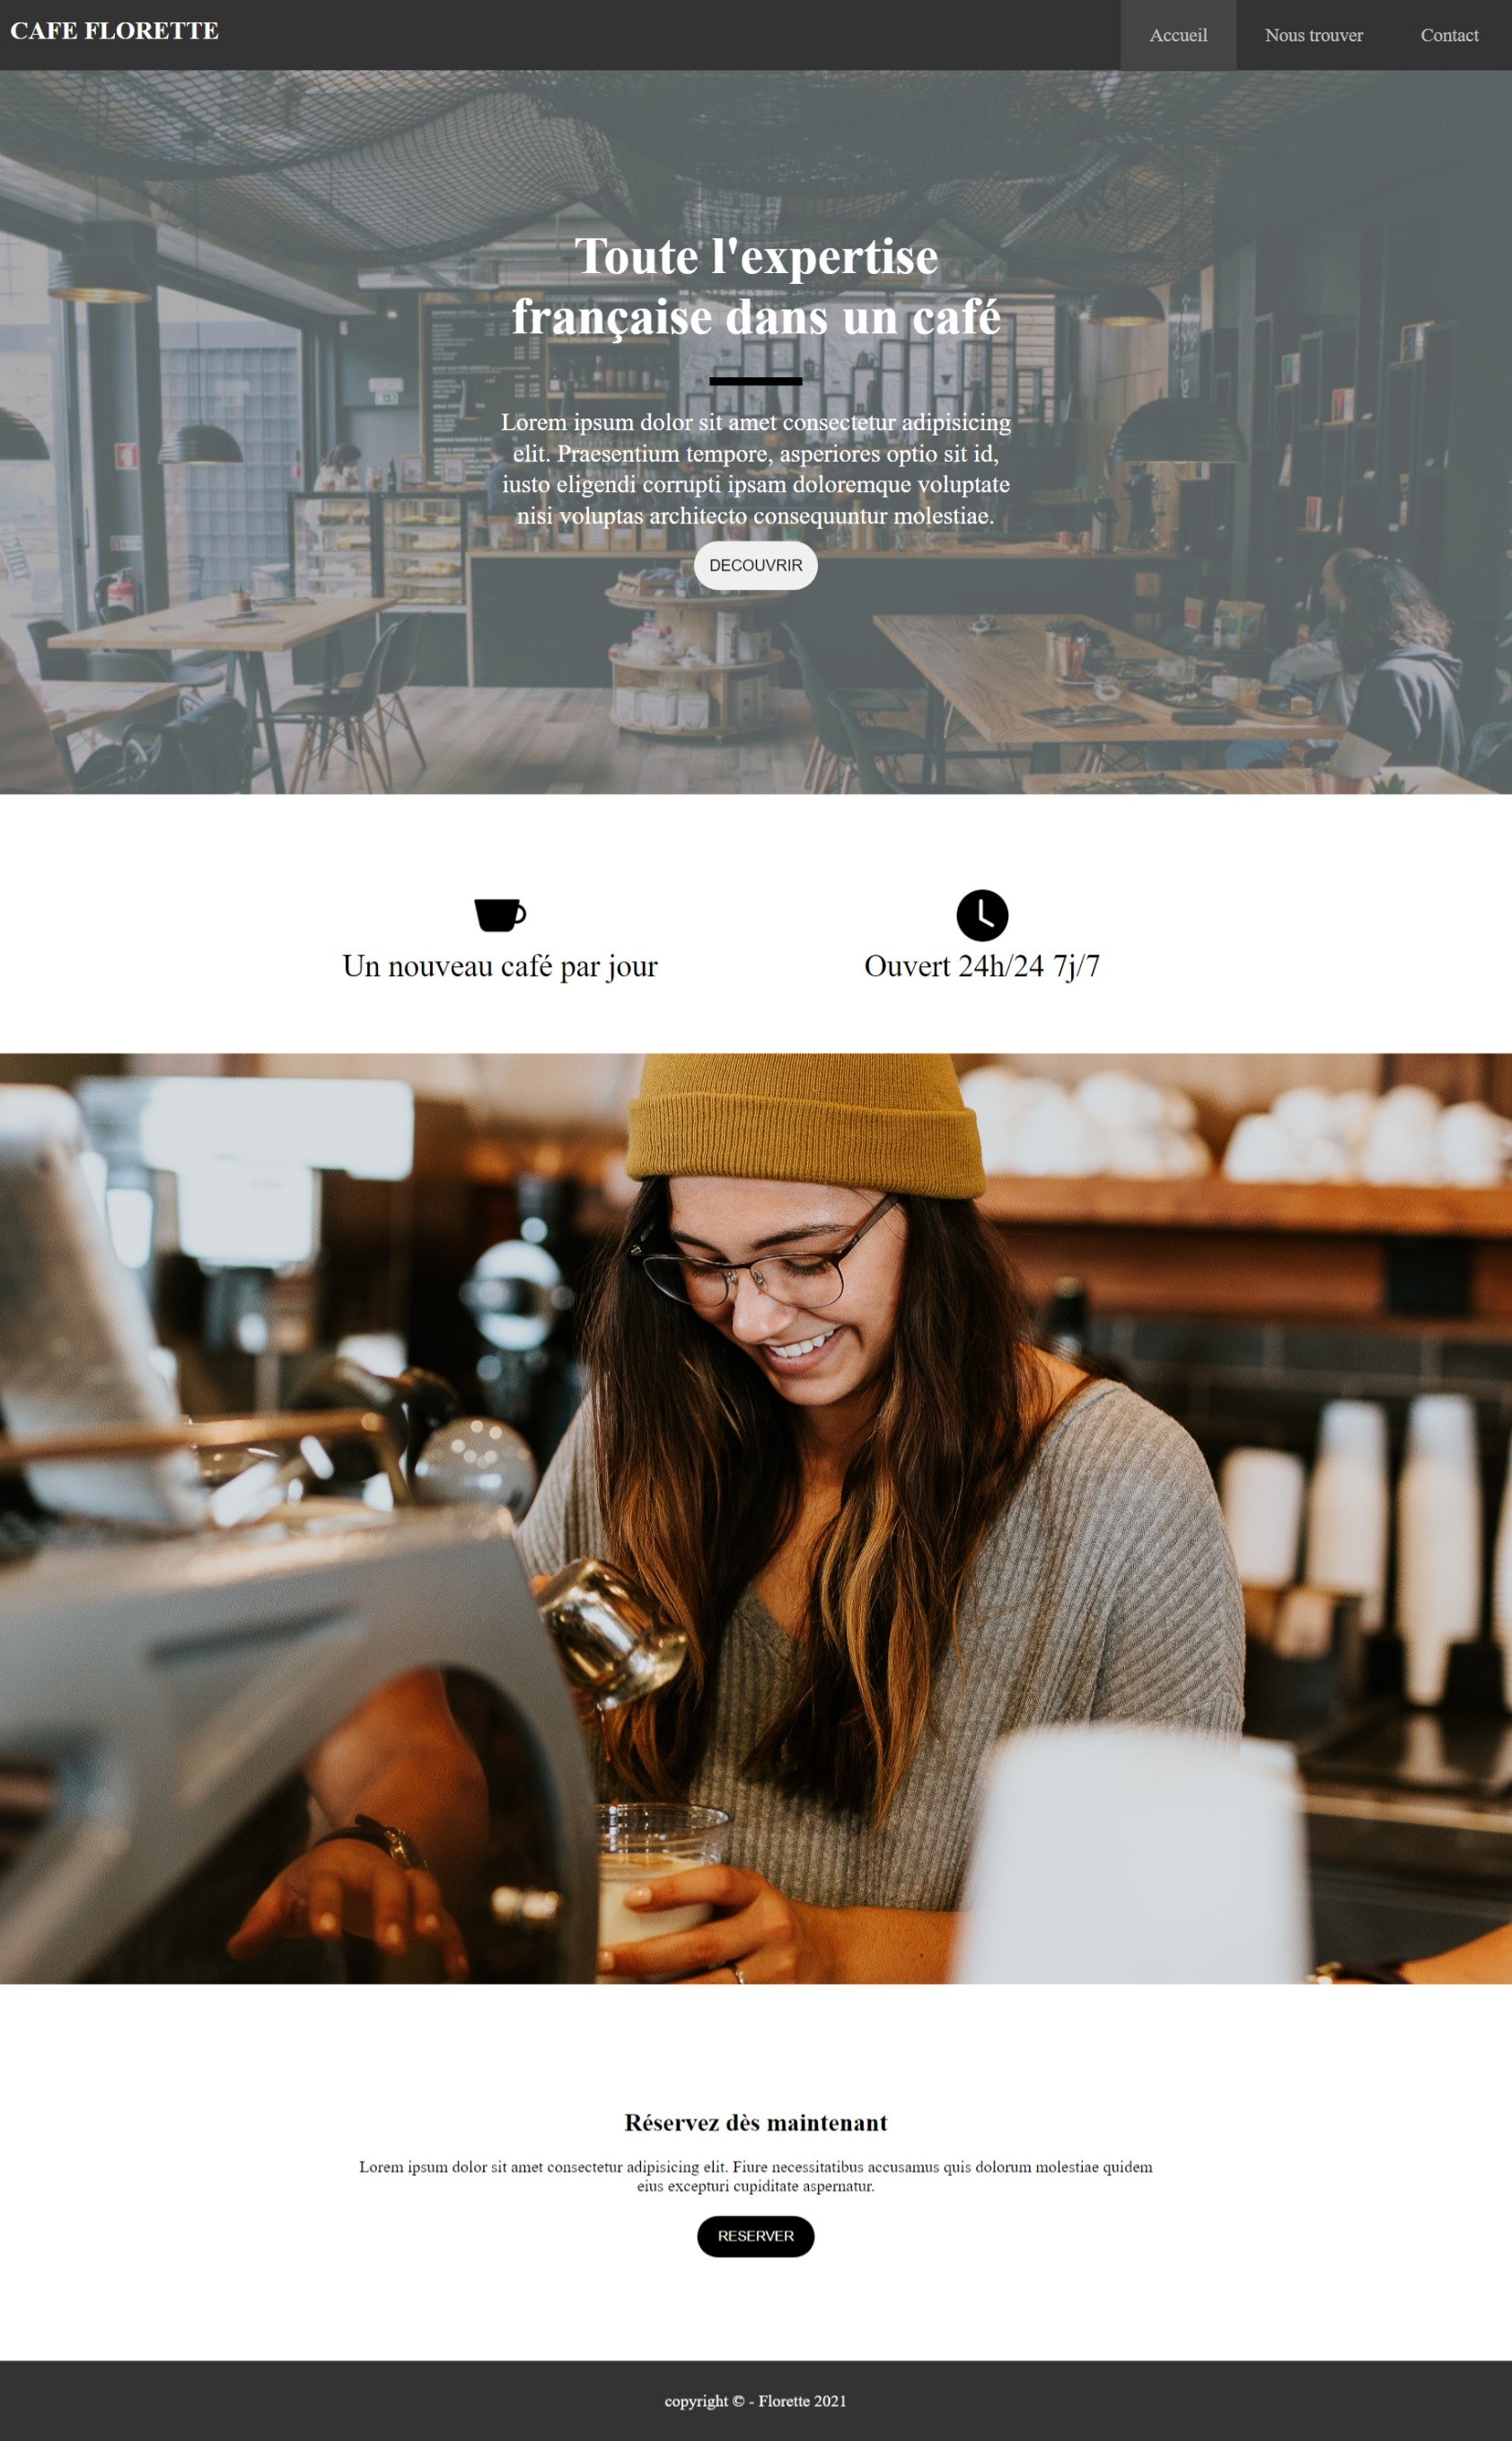 CAFE FLORETTE
Accueil
Nous trouver
Contact
Toute l'expertise
française dans un café
Lorem ipsum dolor sit amet consectetur adipisicing
elit. Praesentium tempore, asperiores optio sit id,
iusto eligendi corrupti ipsam doloremque voluptate
nisi voluptas architecto consequuntur molestiae.
DECOUVRIR
Un nouveau café par jour
Ouvert 24h/24 7j/7
Réservez dès maintenant
Lorem ipsum dolor sit amet consectetur adipisicing elit. Fiure necessitatibus accusamus quis dolorum molestiae quidem
eius excepturi cupiditate aspernatur.
RESERVER
copyright © - Florette 2021